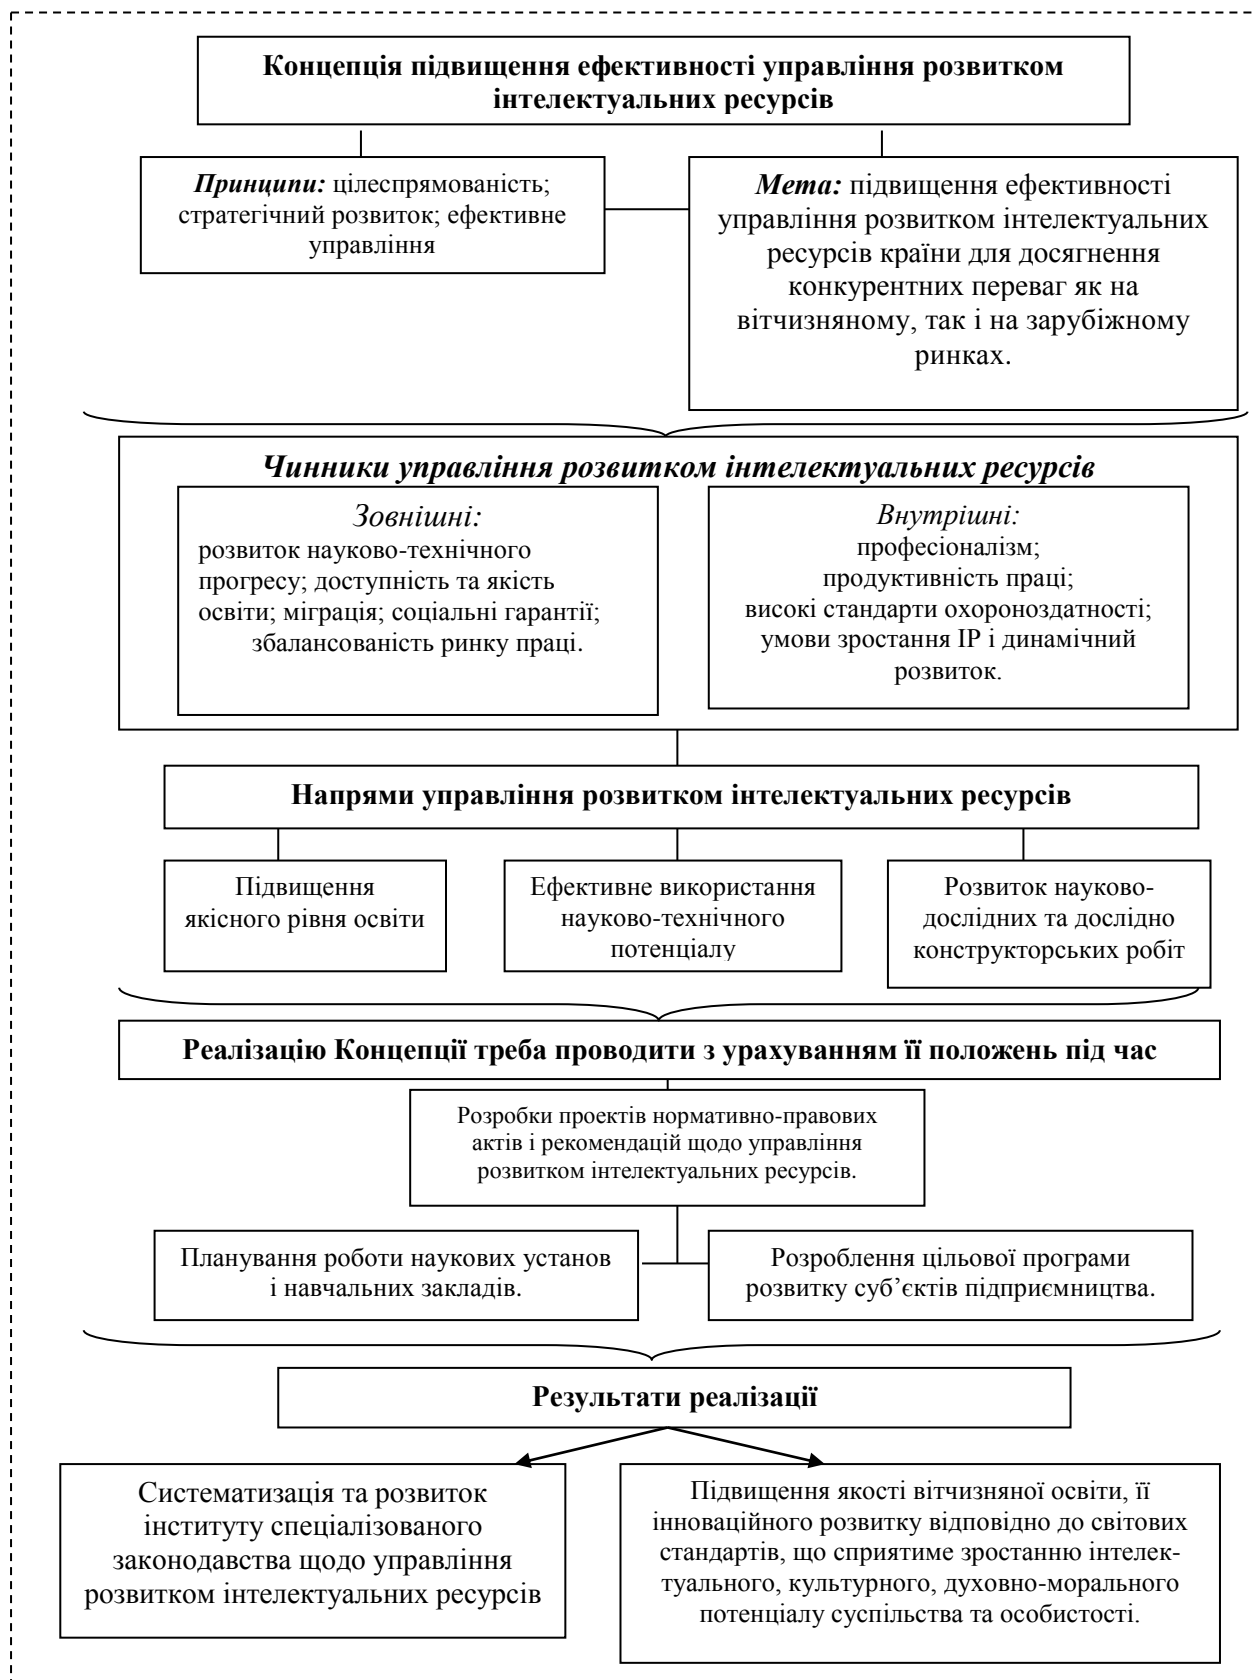 Концепція підвищення ефективності управління розвитком
інтелектуальних ресурсів
Принципи: цілеспрямованість;
стратегічний розвиток; ефективне
управління
Мета: підвищення ефективності
управління розвитком інтелектуальних
ресурсів країни для досягнення
конкурентних переваг як на
вітчизняному, так і на зарубіжному
ринках.
Чинники управління розвитком інтелектуальних ресурсів
Зовнішні:
розвиток науково-технічного
прогресу; доступність та якість
освіти; міграція; соціальні гарантії;
збалансованість ринку праці.
Внутрішні:
професіоналізм;
продуктивність праці;
високі стандарти охороноздатності;
умови зростання ІР і динамічний
розвиток.
Напрями управління розвитком інтелектуальних ресурсів
Підвищення
якісного рівня освіти
Ефективне використання
науково-технічного
потенціалу
Розвиток науково-
дослідних та дослідно
конструкторських робіт
Реалізацію Концепції треба проводити з урахуванням її положень під час
Розробки проектів нормативно-правових
актів і рекомендацій щодо управління
розвитком інтелектуальних ресурсів.
Планування роботи наукових установ
і навчальних закладів.
Розроблення цільової програми
розвитку суб’єктів підприємництва.
Результати реалізації
Систематизація та розвиток
інституту спеціалізованого
законодавства щодо управління
розвитком інтелектуальних ресурсів
Підвищення якості вітчизняної освіти, її
інноваційного розвитку відповідно до світових
стандартів, що сприятиме зростанню інтелек-
туального, культурного, духовно-морального
потенціалу суспільства та особистості.